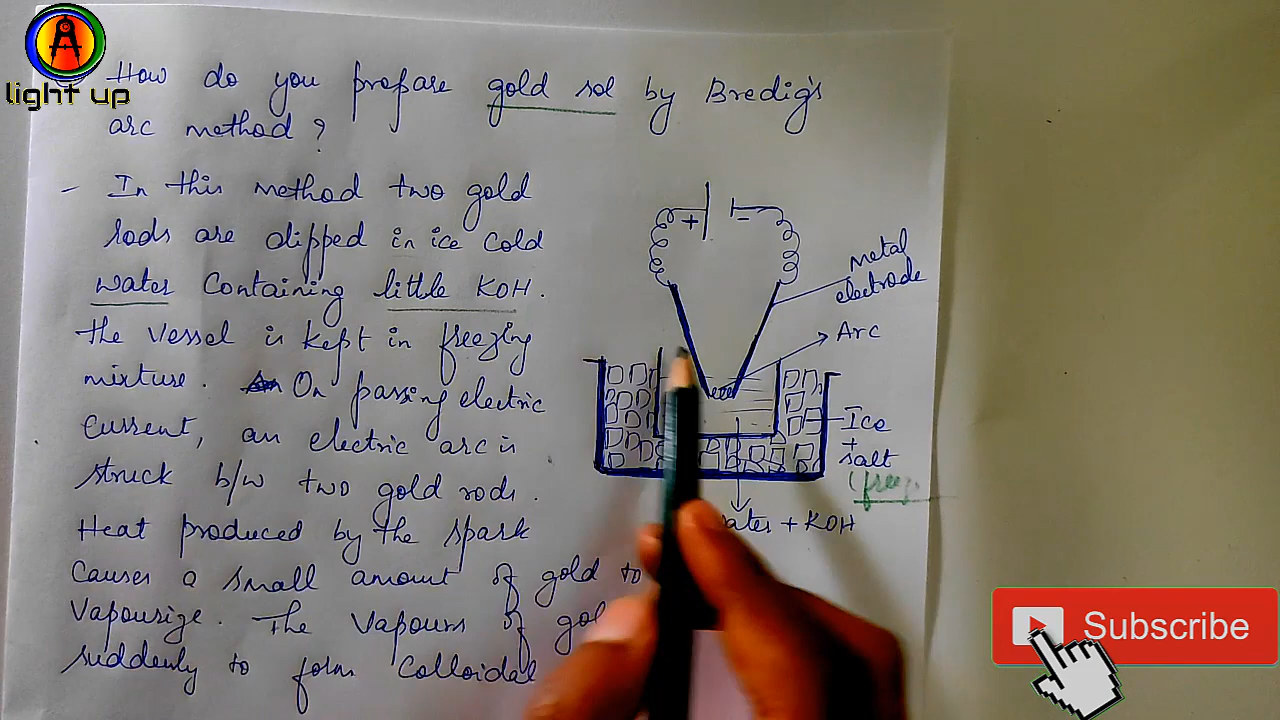 light up
How do you prepare gold sol by Bredig's
arc method ?
- In this method two gold
rods are dipped in ice cold
water containing little KOH.
the vessel is kept in freezing
mixture. On passing electric
current, an electric arc is
struck b/w two gold rods.
Heat produced by the spark
causes a small amount of gold to
vapourize. The vapours of
suddenly to form colloidal
+ -
metal
electrode
Arc
Ice
+
salt
+ KOH
Subscribe